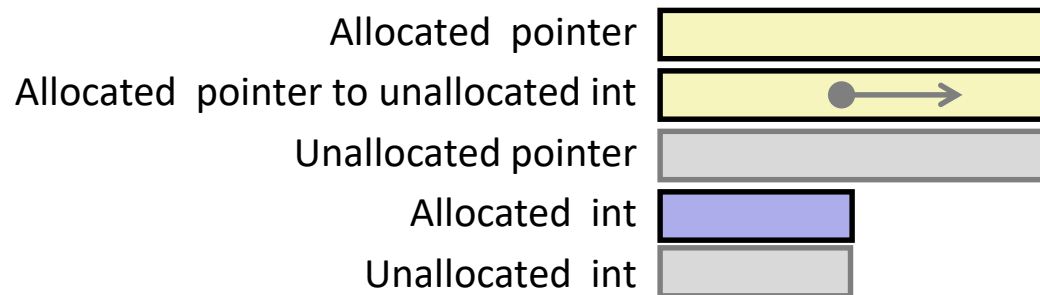 Allocated pointer
Allocated pointer to unallocated int
Unallocated pointer
Allocated int
Unallocated int